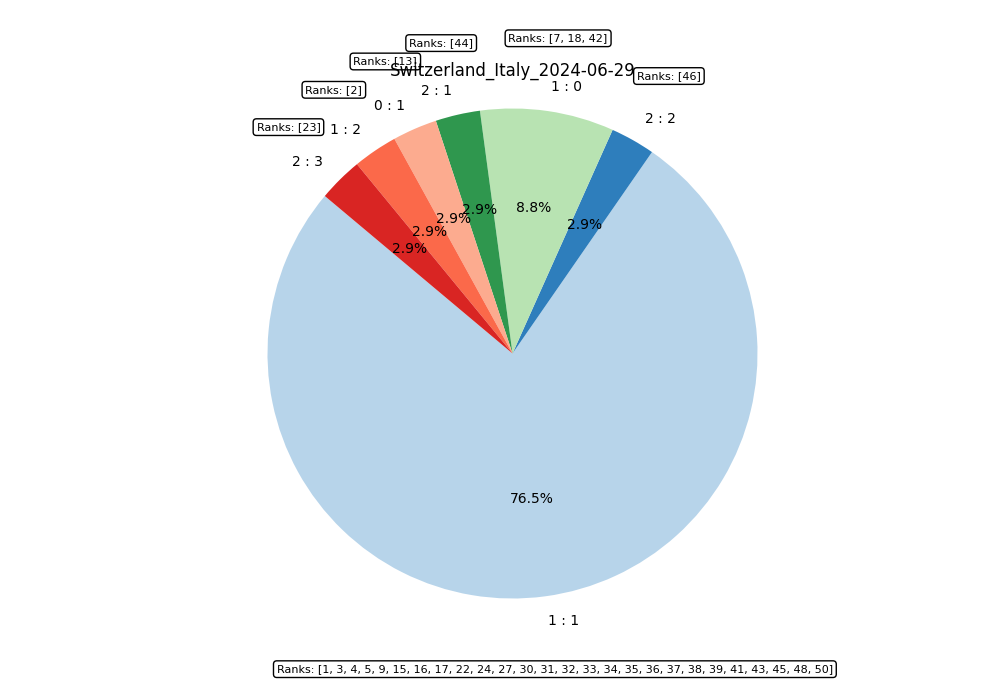 Ranks: [7, 18, 42]
Ranks: [44]
Ranks: [13]
Switzerland_Italy_2024-06-29
Ranks: [46]
1 : 0
Ranks: [2]
2 : 1
0 : 1
2 : 2
Ranks: [23]
1 : 2
2 : 3
8.8%
2.9%
2.9%
2.9%
2.9%
2.9%
76.5%
1 : 1
Ranks: [1, 3, 4, 5, 9, 15, 16, 17, 22, 24, 27, 30, 31, 32, 33, 34, 35, 36, 37, 38, 39, 41, 43, 45, 48, 50]